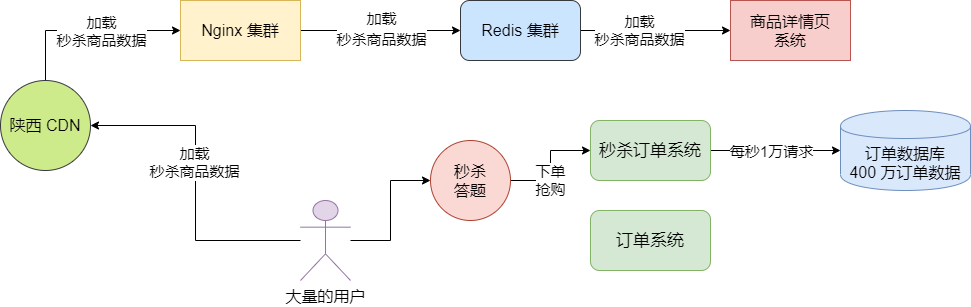 加载
秒杀商品数据
Nginx 集群
加载
秒杀商品数据
Redis 集群
加载
秒杀商品数据
商品详情页
系统
陕西 CDN
加载
秒杀商品数据
秒杀
答题
下单
抢购
秒杀订单系统
每秒1万请求
订单数据库
400 万订单数据
订单系统
大量的用户